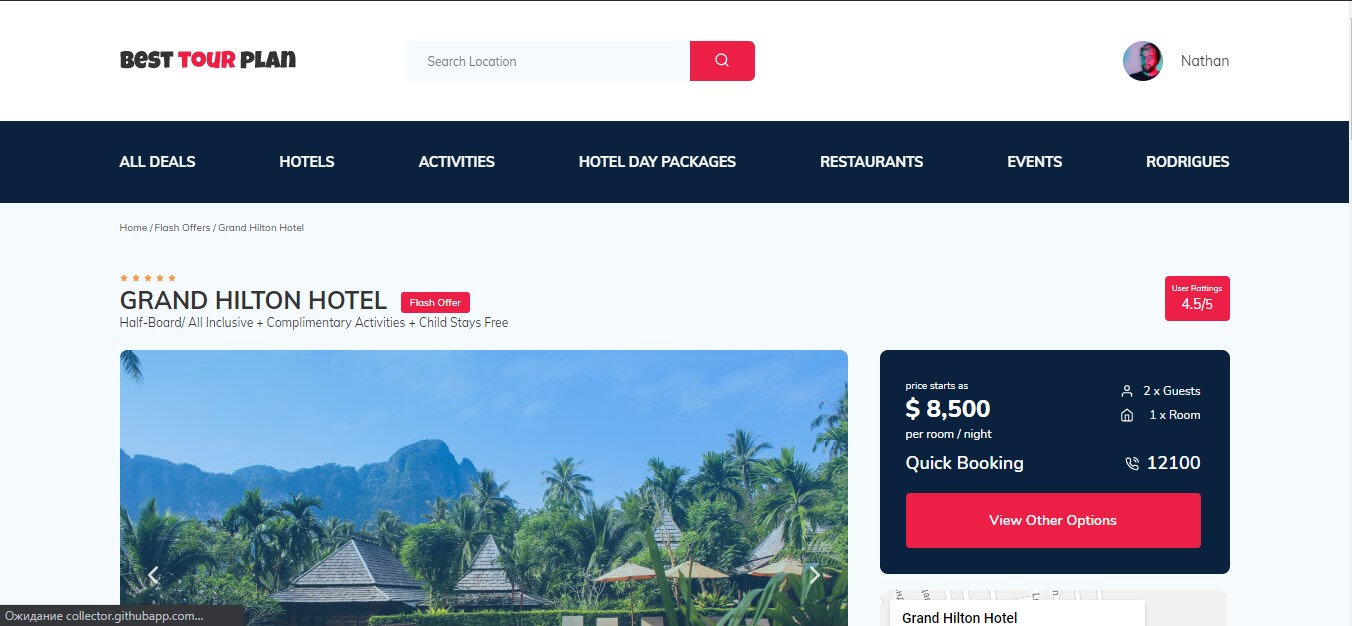 BEST TOUR PLAN
Search Location
Nathan
ALL DEALS HOTELS ACTIVITIES HOTEL DAY PACKAGES RESTAURANTS EVENTS RODRIGUES
Home / Flash Offers / Grand Hilton Hotel
GRAND HILTON HOTEL Flash Offer
Half-Board/ All Inclusive + Complimentary Activities + Child Stays Free
User Rattings
4.5/5
price starts as
$ 8,500
per room / night
2 x Guests
1 x Room
Quick Booking 12100
View Other Options
Grand Hilton Hotel
Ожидание collector.githubapp.com...